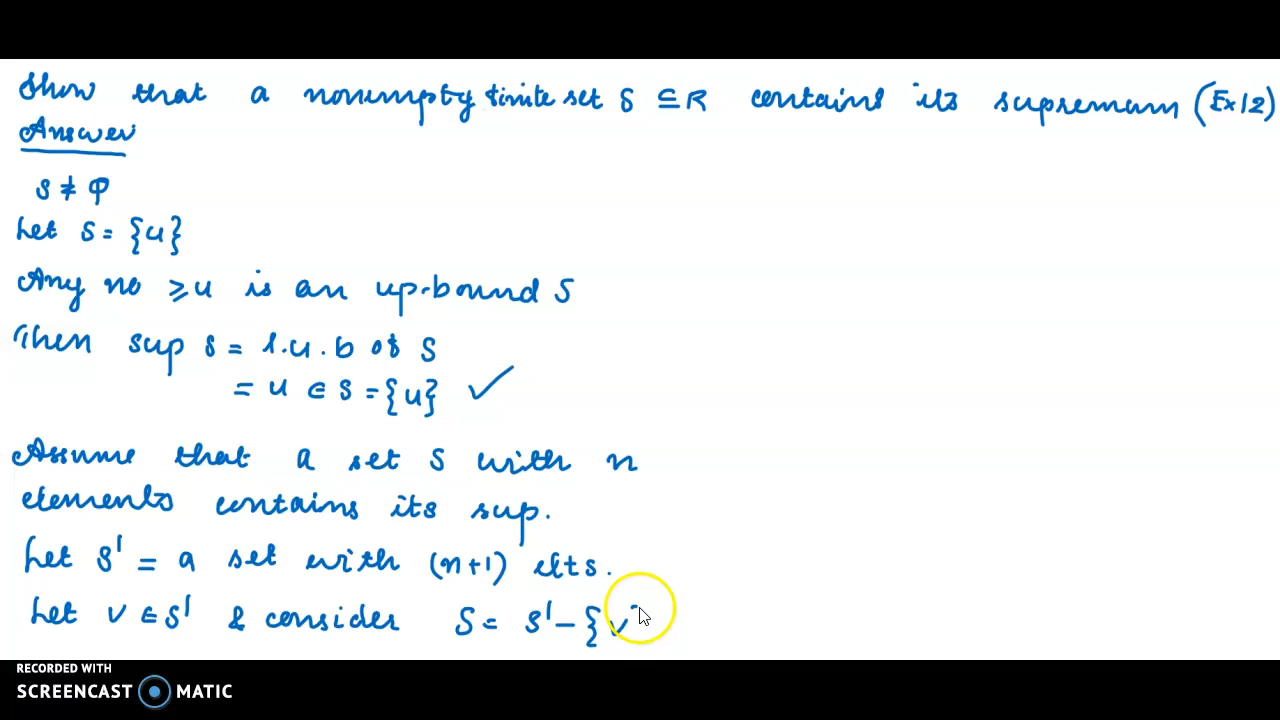 Show that a nonempty finite set S ⊆ R contains its supremum (Ex12)
Answer
S ≠ φ
Let S = {u}
Any no ≥ u is an up.bound S
Then sup S = l.u.b of S
= u ∈ S = {u} ✓
Assume that a set S with n
elements contains its sup.
Let S' = a set with (n+1) elts.
Let v ∈ S' & consider S = S' - {v
RECORDED WITH
SCREENCAST MATIC